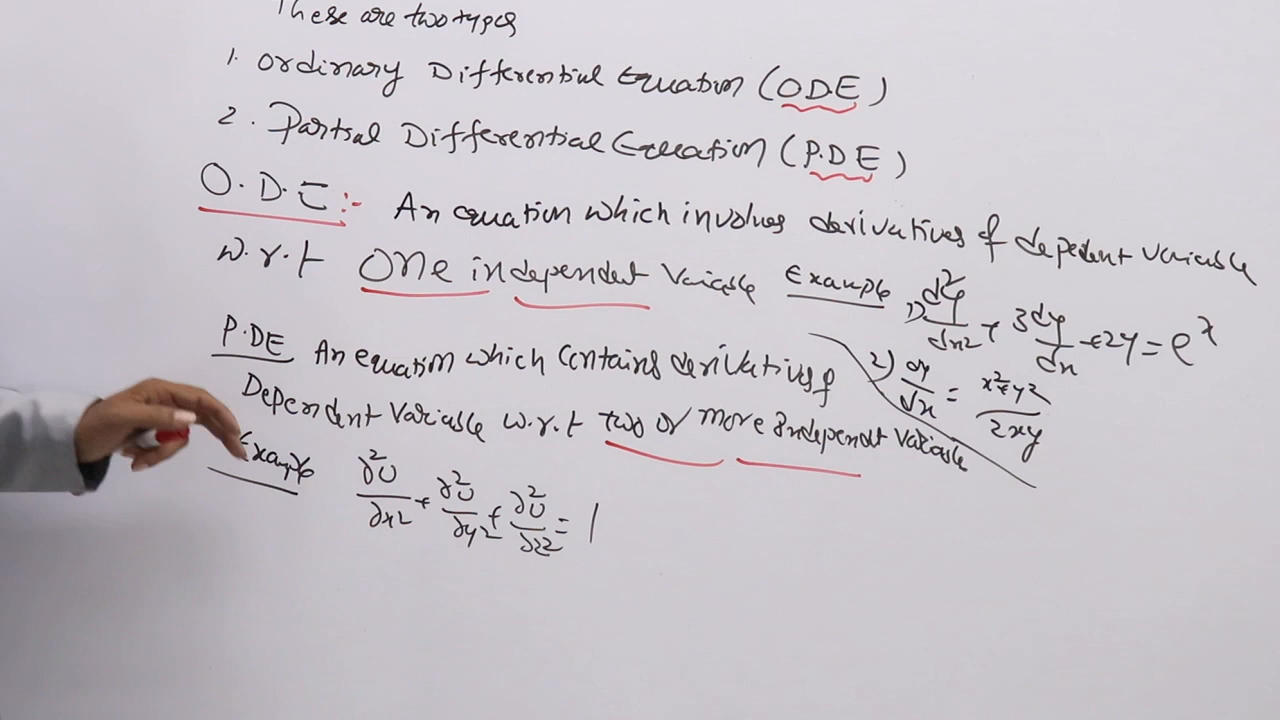 These are two types
1. Ordinary Differential Equation (O.D.E)
2. Partial Differential Equation (P.D.E)
O.D.E :- An equation which involves derivatives of depedent variable
w.r.t One independent variable Example 1) d²y/dx² + 3dy/dx + 2y = e^x
2) dy/dx = x²+y²/2xy
P.DE An equation which Contains derivatives of
Dependent variable w.r.t two or more independent variable
Example ∂²U/∂x² + ∂²U/∂y² + ∂²U/∂z² = 1